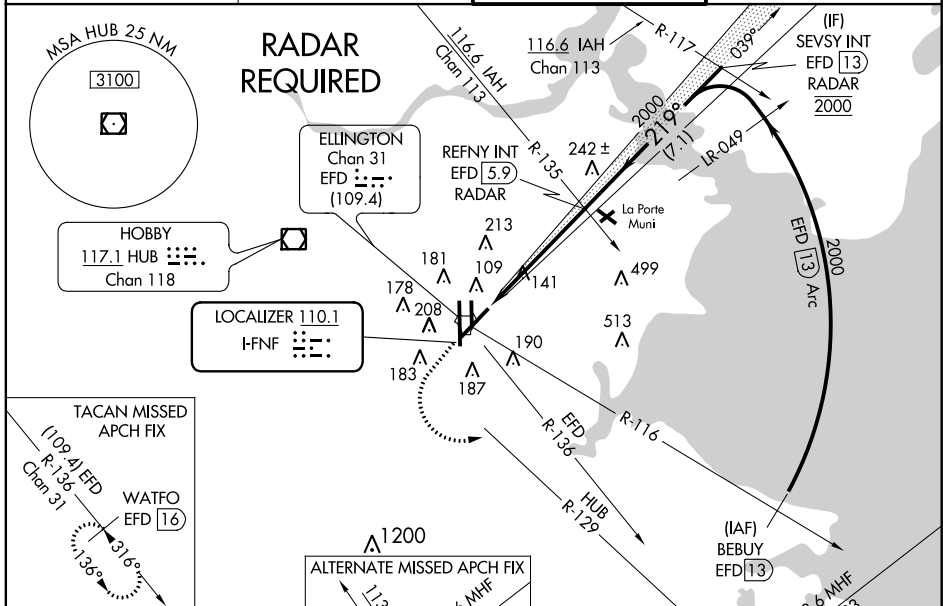 MSA HUB 25 NM
3100
RADAR
REQUIRED
116.6 IAH
Chan 113
116.6 IAH
Chan 113
R-117
039°
(IF)
SEVSY INT
EFD 13
RADAR
2000
ELLINGTON
Chan 31
EFD
(109.4)
R-135
REFNY INT
EFD 5.9
RADAR
242 ±
2000
219°
(7.1)
LR-049
La Porte
Muni
HOBBY
117.1 HUB
Chan 118
213
181
109
141
499
178
208
LOCALIZER 110.1
I-FNF
513
183
187
190
EFD 13 Arc
2000
EFD
R-136
R-116
HUB
R-129
TACAN MISSED
APCH FIX
(109.4) EFD
R-136
Chan 31
WATFO
EFD 16
316°
136°
1200
ALTERNATE MISSED APCH FIX
(IAF)
BEBUY
EFD 13